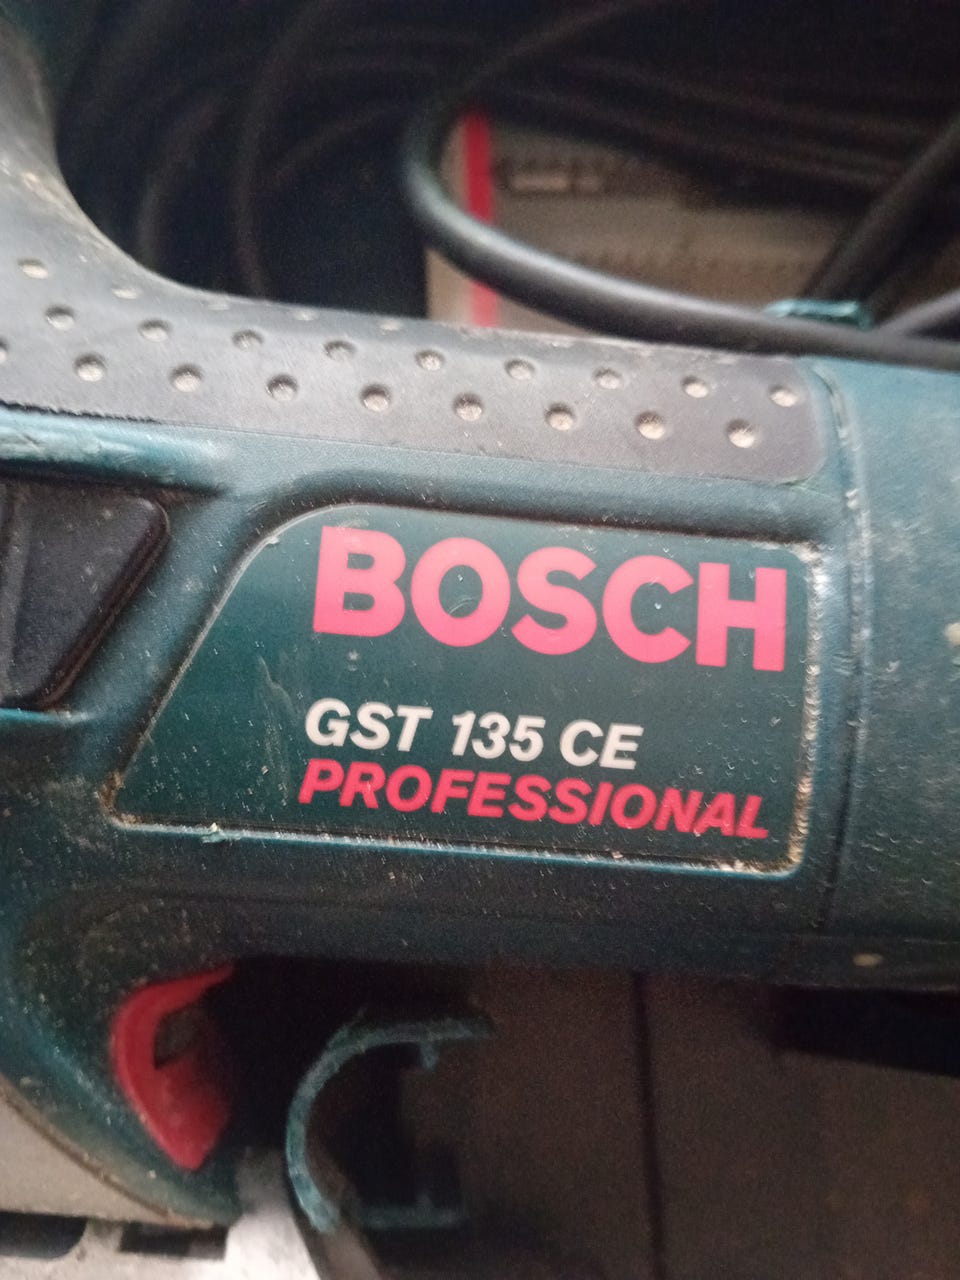 BOSCH
GST 135 CE
PROFESSIONAL